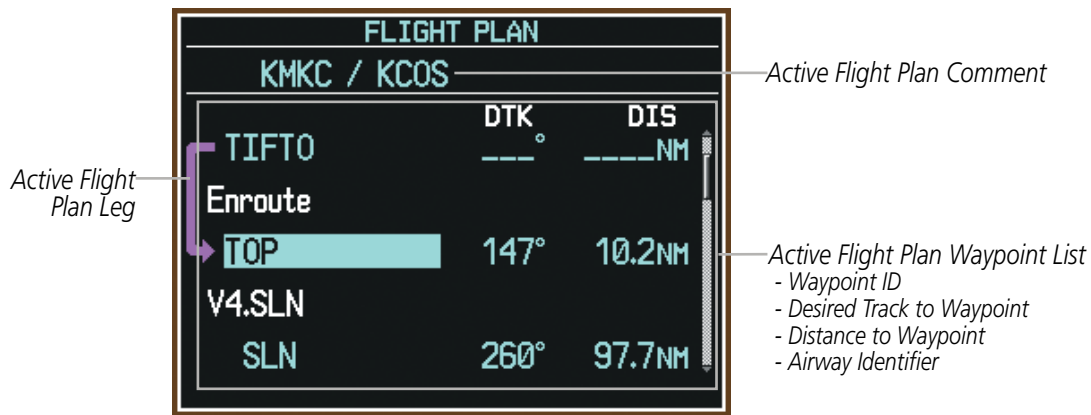 FLIGHT PLAN
KMKC / KCOS
Active Flight Plan Comment
DTK DIS
TIFTO ___° ____NM
Active Flight
Plan Leg
Enroute
TOP 147° 10.2NM
Active Flight Plan Waypoint List
- Waypoint ID
- Desired Track to Waypoint
- Distance to Waypoint
- Airway Identifier
V4.SLN
SLN 260° 97.7NM